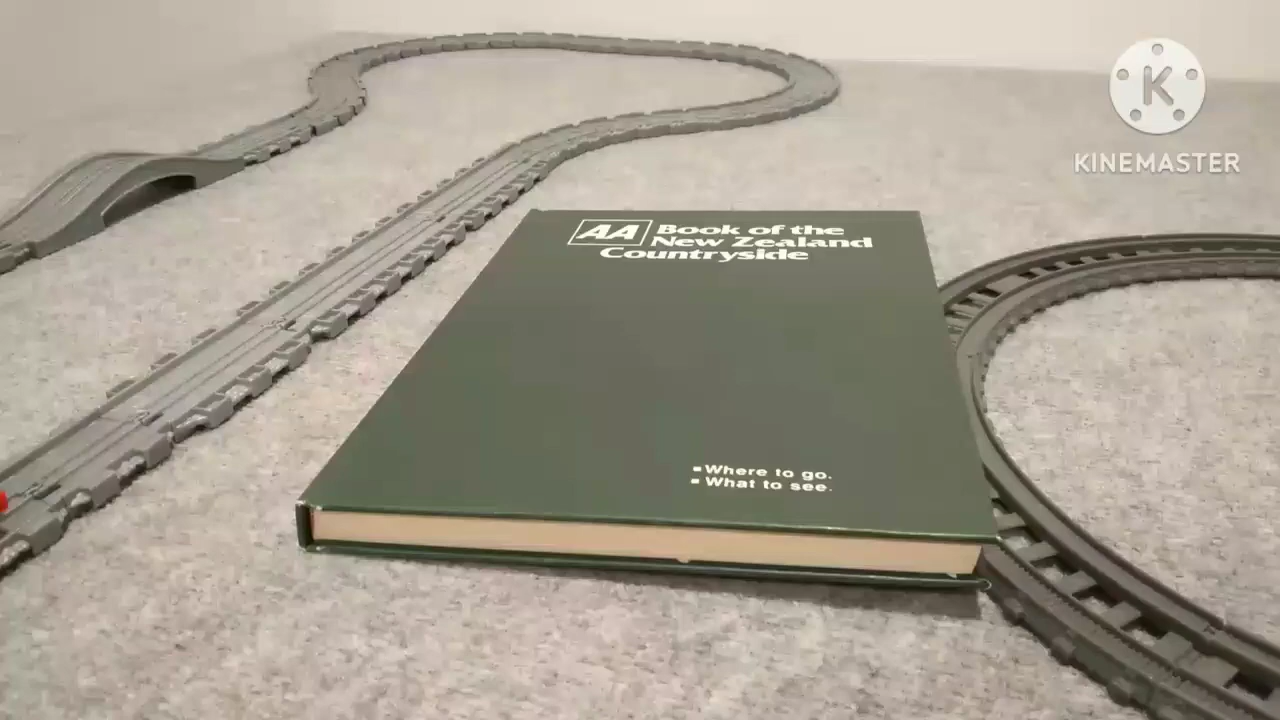 AA Book of the
New Zealand
Countryside
▪Where to go.
▪What to see.
K
KINEMASTER